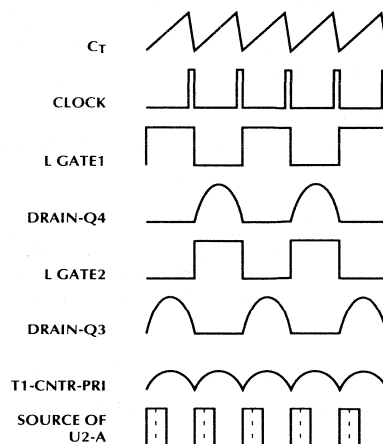 CT
CLOCK
L GATE1
DRAIN-Q4
L GATE2
DRAIN-Q3
T1-CNTR-PRI
SOURCE OF
U2-A